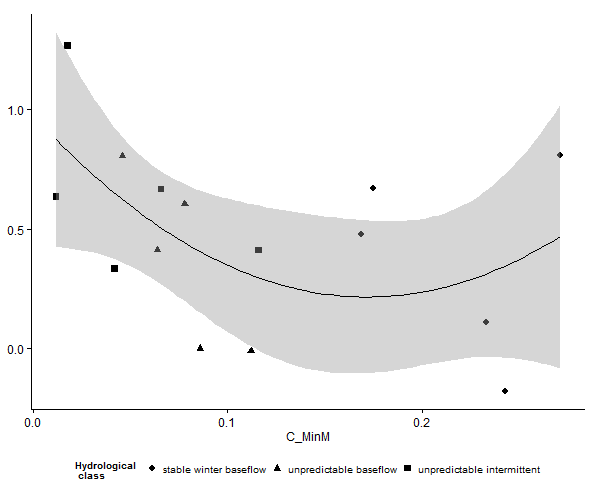 1.0
0.5
0.0
0.0 0.1 0.2
C_MinM
Hydrological
class
stable winter baseflow unpredictable baseflow unpredictable intermittent